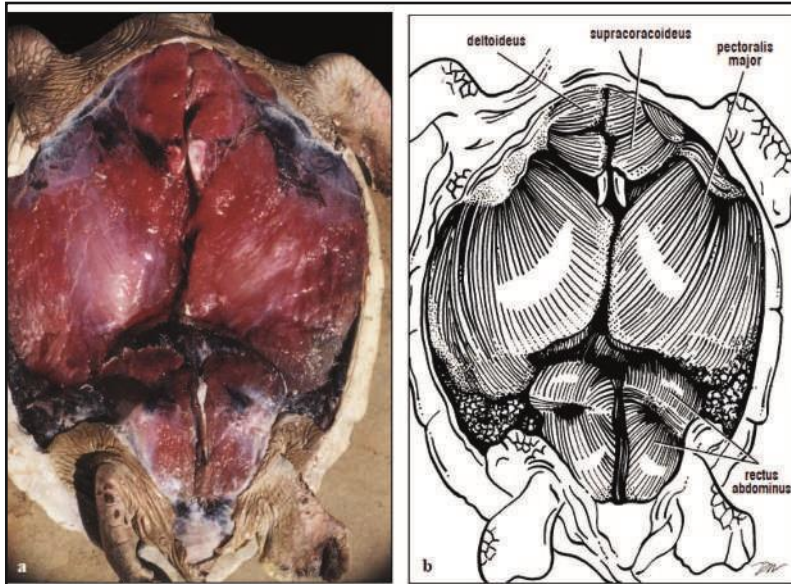 deltoideus
supracoracoideus
pectoralis
major
rectus
abdominus
a
b